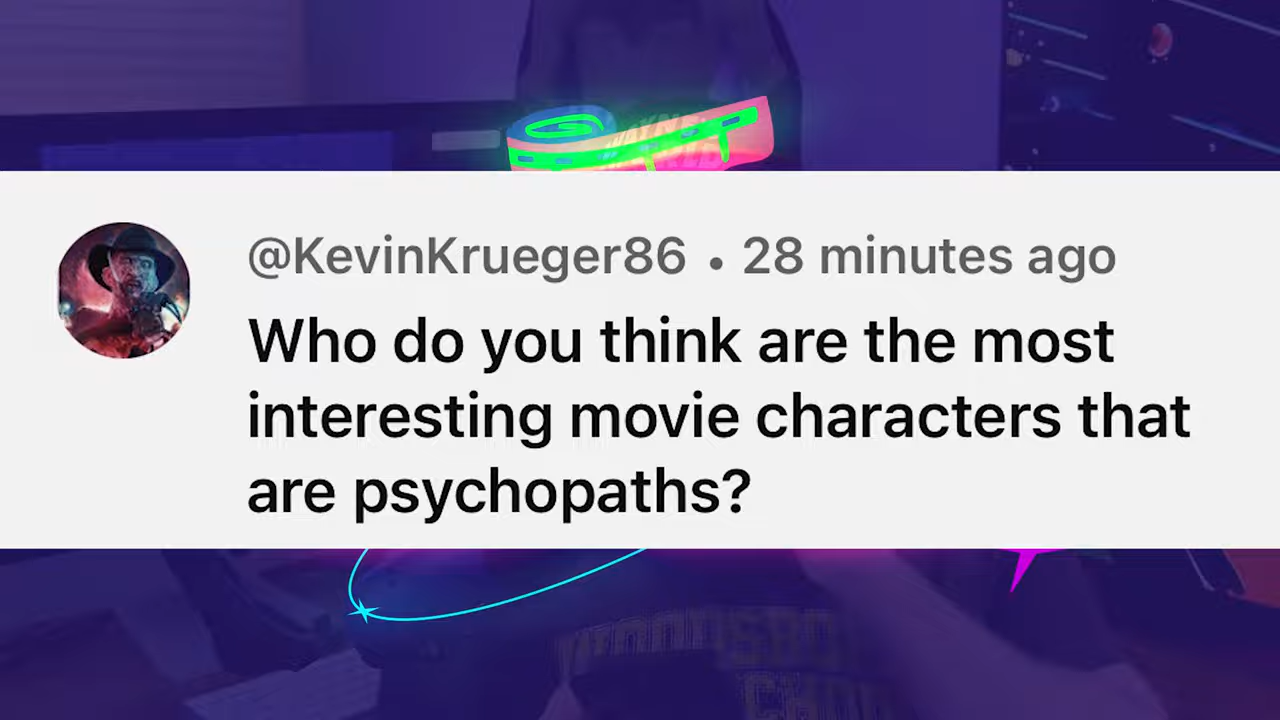 @KevinKrueger86 • 28 minutes ago
Who do you think are the most
interesting movie characters that
are psychopaths?